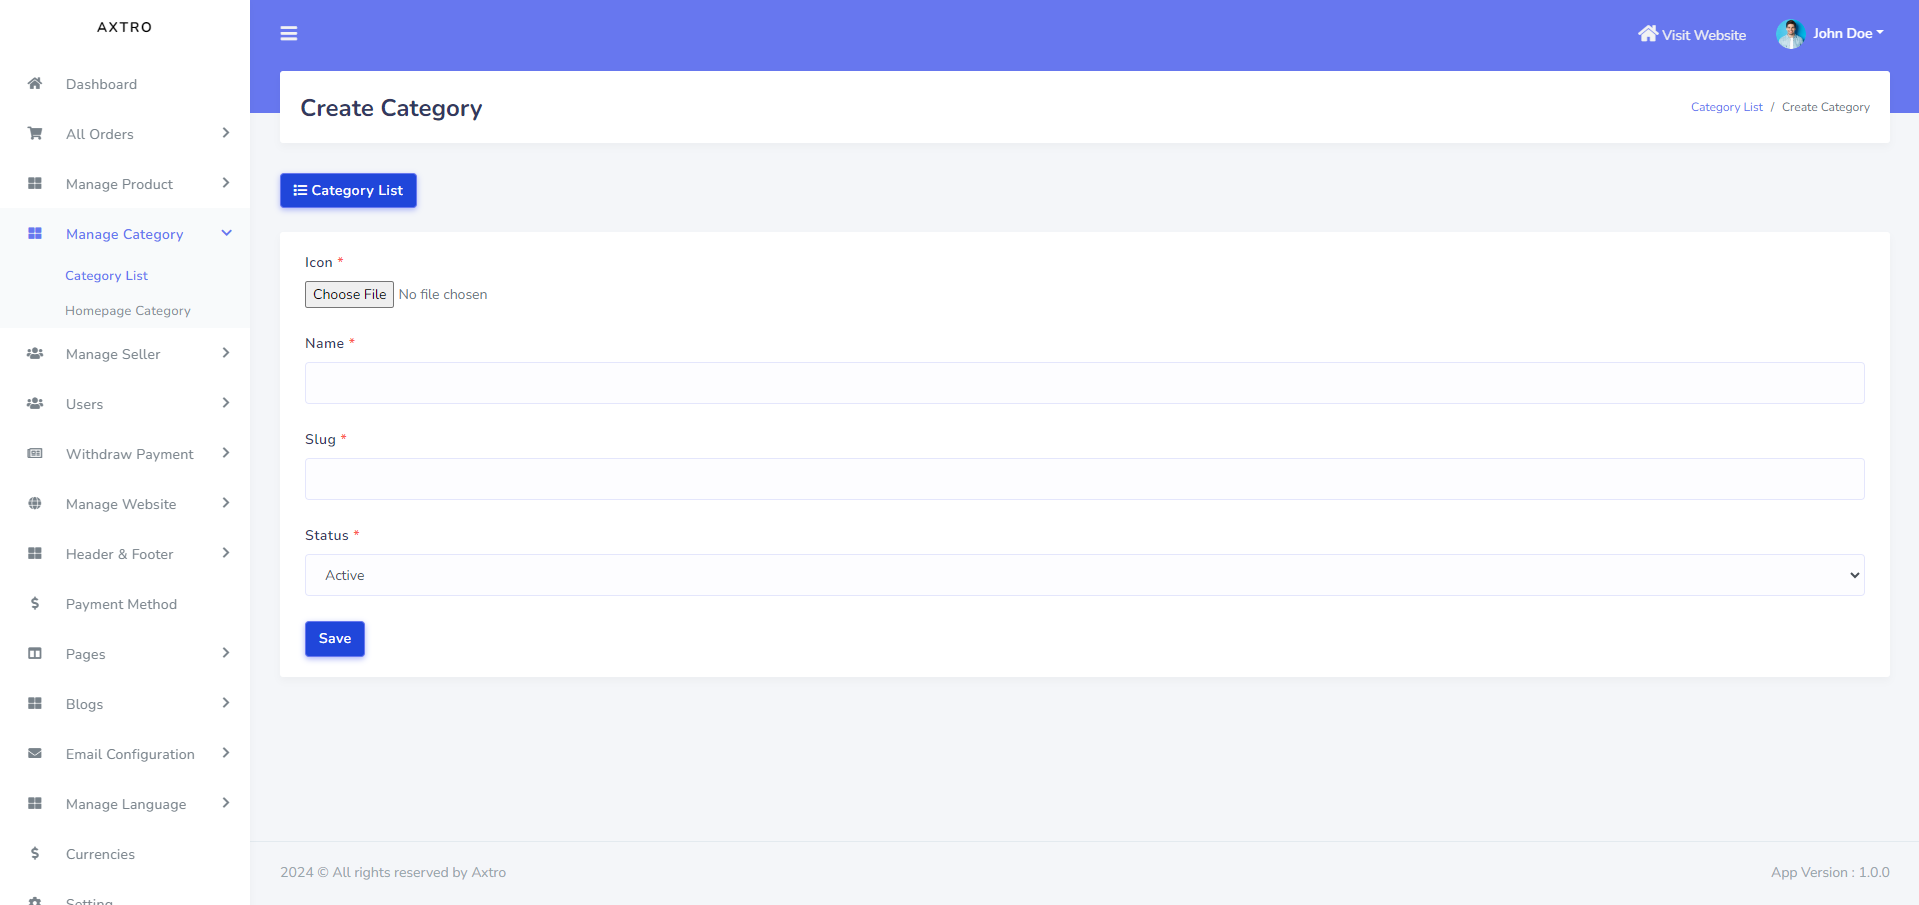 AXTRO
Dashboard
All Orders
Manage Product
Manage Category
Category List
Homepage Category
Manage Seller
Users
Withdraw Payment
Manage Website
Header & Footer
Payment Method
Pages
Blogs
Email Configuration
Manage Language
Currencies
Setting
Visit Website
John Doe
Create Category
Category List / Create Category
Category List
Icon *
Choose File No file chosen
Name *
Slug *
Status *
Active
Save
2024 © All rights reserved by Axtro
App Version : 1.0.0